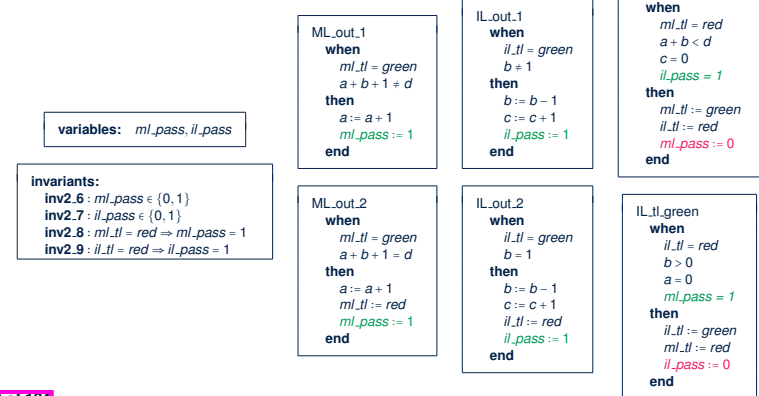 variables: ml_pass, il_pass
invariants:
inv2_6 : ml_pass ∈ {0, 1}
inv2_7 : il_pass ∈ {0, 1}
inv2_8 : ml_tl = red ⇒ ml_pass = 1
inv2_9 : il_tl = red ⇒ il_pass = 1
ML_out_1
when
ml_tl = green
a + b + 1 ≠ d
then
a := a + 1
ml_pass := 1
end
ML_out_2
when
ml_tl = green
a + b + 1 = d
then
a := a + 1
ml_tl := red
ml_pass := 1
end
IL_out_1
when
il_tl = green
b ≠ 1
then
b := b − 1
c := c + 1
il_pass := 1
end
IL_out_2
when
il_tl = green
b = 1
then
b := b − 1
c := c + 1
il_tl := red
il_pass := 1
end
when
ml_tl = red
a + b < d
c = 0
il_pass = 1
then
ml_tl := green
il_tl := red
ml_pass := 0
end
IL_tl_green
when
il_tl = red
b > 0
a = 0
ml_pass = 1
then
il_tl := green
ml_tl := red
il_pass := 0
end